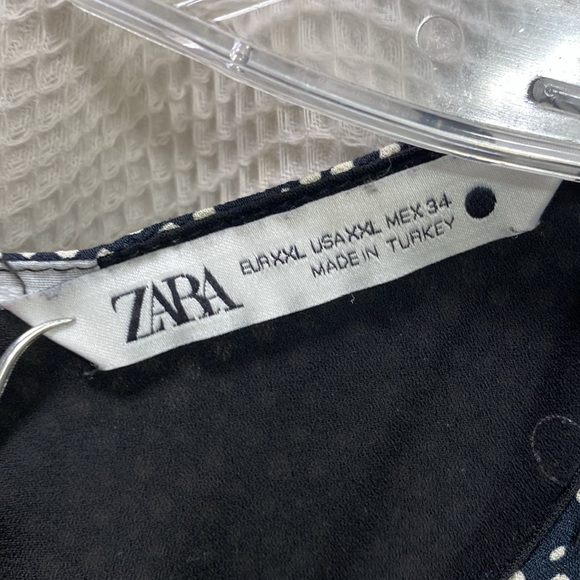 ZARA
EUR XXL USA XXL MEX 34
MADE IN TURKEY